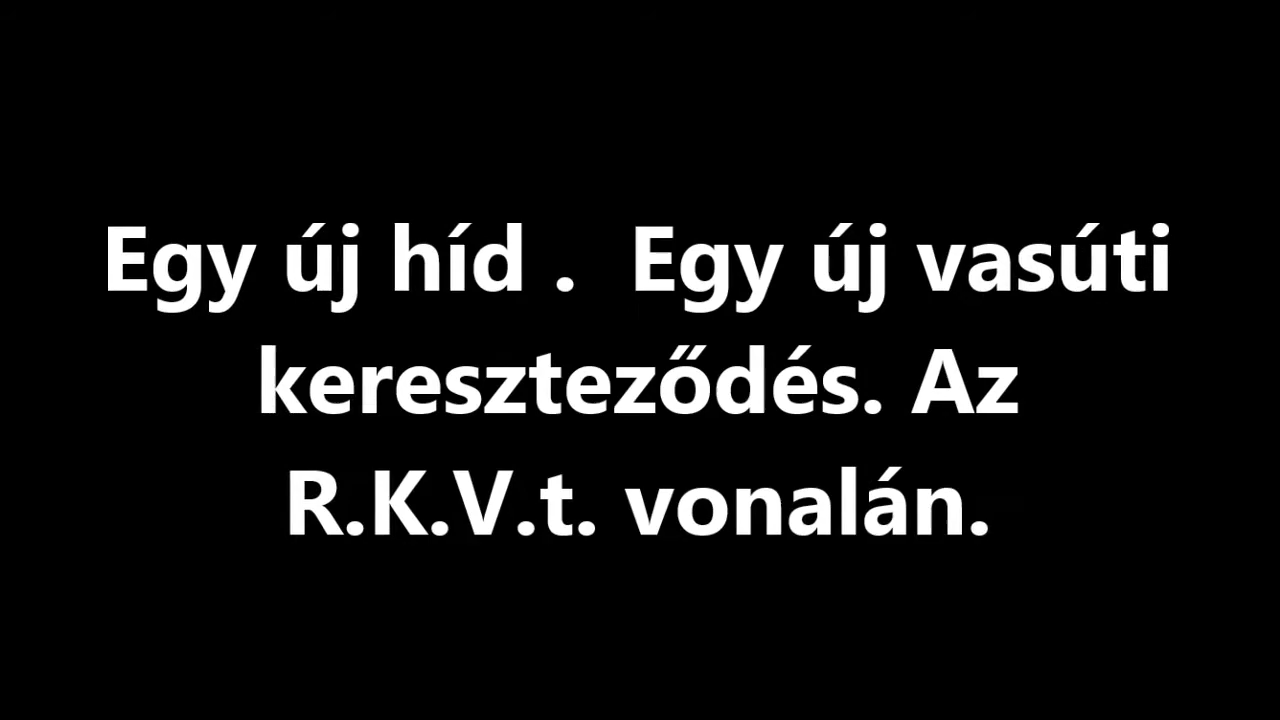 Egy új híd .  Egy új vasúti
kereszteződés. Az
R.K.V.t. vonalán.